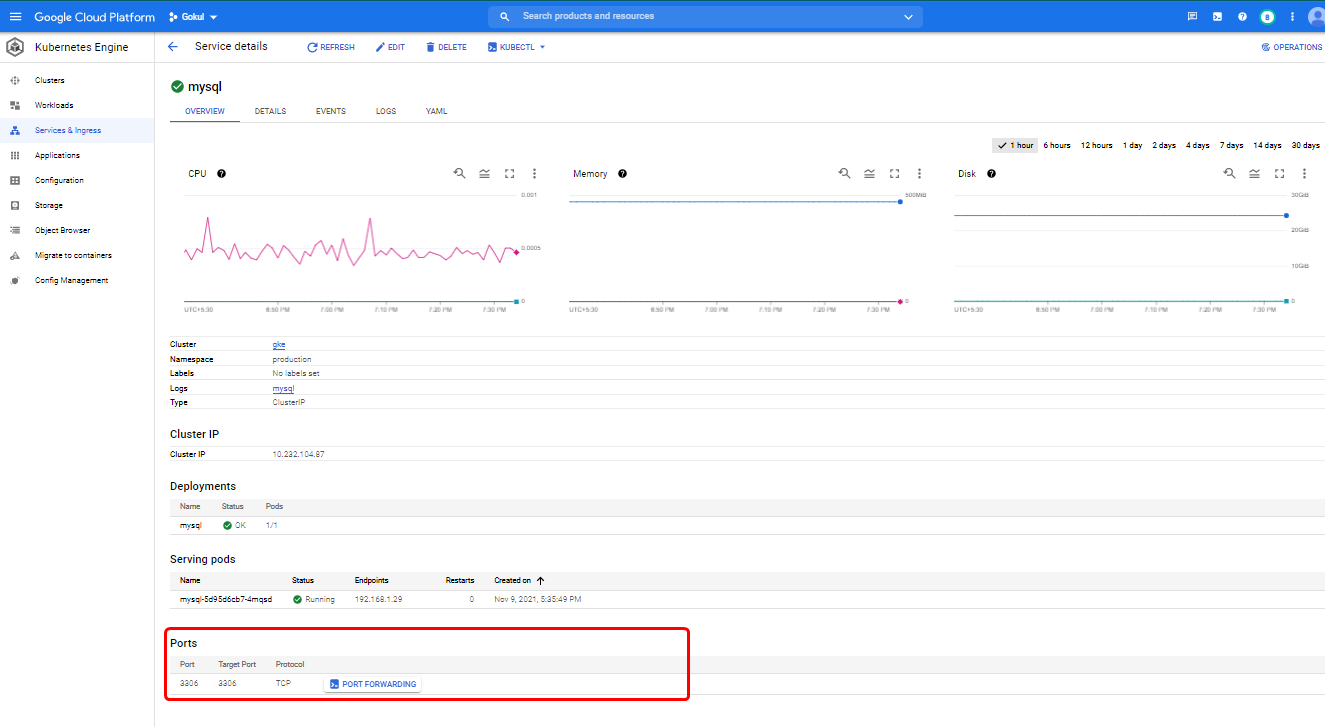 Google Cloud Platform Gokul Search products and resources 8
Kubernetes Engine Service details REFRESH EDIT DELETE KUBECTL OPERATIONS
Clusters
Workloads
Services & Ingress
Applications
Configuration
Storage
Object Browser
Migrate to containers
Config Management
mysql
OVERVIEW DETAILS EVENTS LOGS YAML
1 hour 6 hours 12 hours 1 day 2 days 4 days 7 days 14 days 30 days
CPU
0.001
0.0005
0
UTC+5:30 6:50 PM 7:00 PM 7:10 PM 7:20 PM 7:30 PM
Memory
500MiB
0
UTC+5:30 6:50 PM 7:00 PM 7:10 PM 7:20 PM 7:30 PM
Disk
30GiB
20GiB
10GiB
0
UTC+5:30 6:50 PM 7:00 PM 7:10 PM 7:20 PM 7:30 PM
Cluster gke
Namespace production
Labels No labels set
Logs mysql
Type ClusterIP
Cluster IP
Cluster IP 10.232.104.87
Deployments
Name Status Pods
mysql OK 1/1
Serving pods
Name Status Endpoints Restarts Created on
mysql-5d95d6cb7-4mqsd Running 192.168.1.29 0 Nov 9, 2021, 5:35:49 PM
Ports
Port Target Port Protocol
3306 3306 TCP PORT FORWARDING